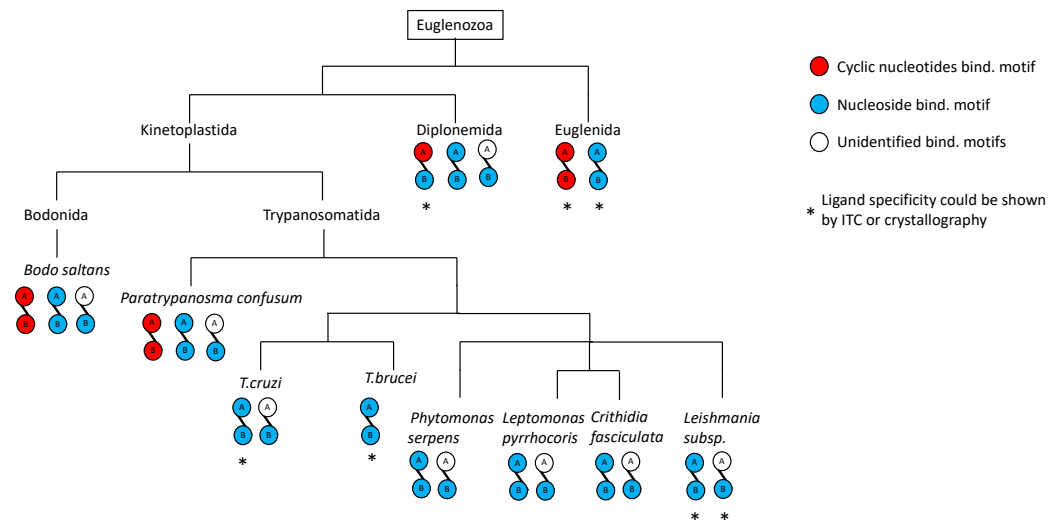 Euglenozoa
Cyclic nucleotides bind. motif
Nucleoside bind. motif
Unidentified bind. motifs
* Ligand specificity could be shown
by ITC or crystallography
Kinetoplastida
Diplonemida
Euglenida
A A A
B B B
*
A A
B B
* *
Bodonida
Trypanosomatida
Bodo saltans
A A A
B B B
Paratrypanosma confusum
A A A
B B B
T.cruzi
A A
B B
*
T.brucei
A
B
*
Phytomonas
serpens
A A
B B
Leptomonas
pyrrhocoris
A A
B B
Crithidia
fasciculata
A A
B B
Leishmania
subsp.
A A
B B
* *